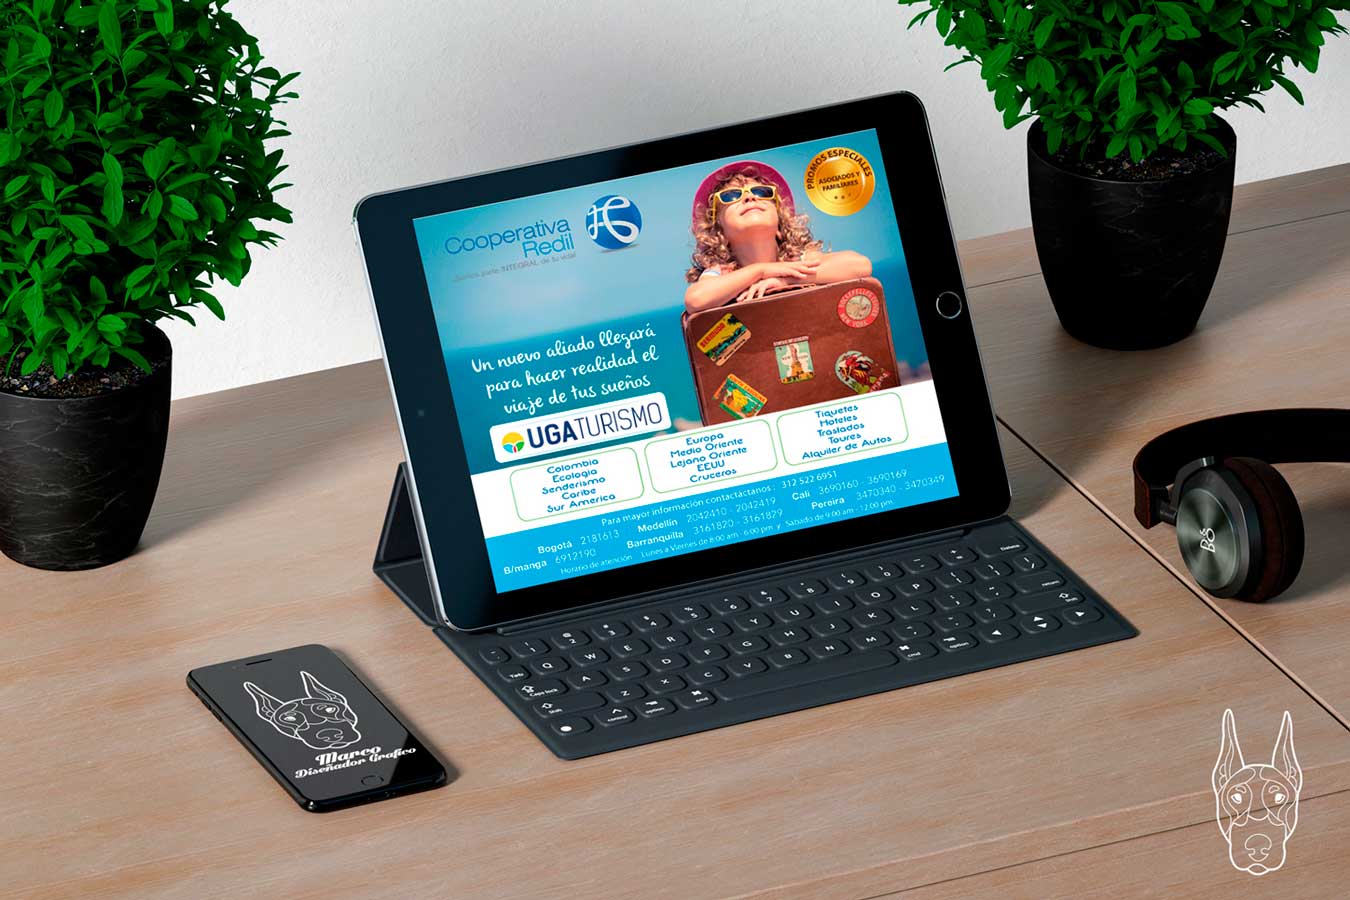 Cooperativa
Redil
Somos parte INTEGRAL de tu vida!
PROMOS ESPECIALES
ASOCIADOS Y
FAMILIARES
Un nuevo aliado llegará
para hacer realidad el
viaje de tus sueños
UGATURISMO
Colombia
Ecologia
Senderismo
Caribe
Sur America
Europa
Medio Oriente
Lejano Oriente
EEUU
Cruceros
Tiquetes
Hoteles
Traslados
Toures
Alquiler de Autos
Para mayor información contactáctanos : 312 522 6951
Bogotá 2181613 Medellín 2042410 - 2042419 Cali 3690160 - 3690169
B/manga 6912190 Barranquilla 3161820 - 3161829 Pereira 3470340 - 3470349
Horario de atención Lunes a Viernes de 8:00 am - 6:00 pm y Sabado de 9:00 am - 12:00 pm
Marco
Diseñador Grafico
B&O